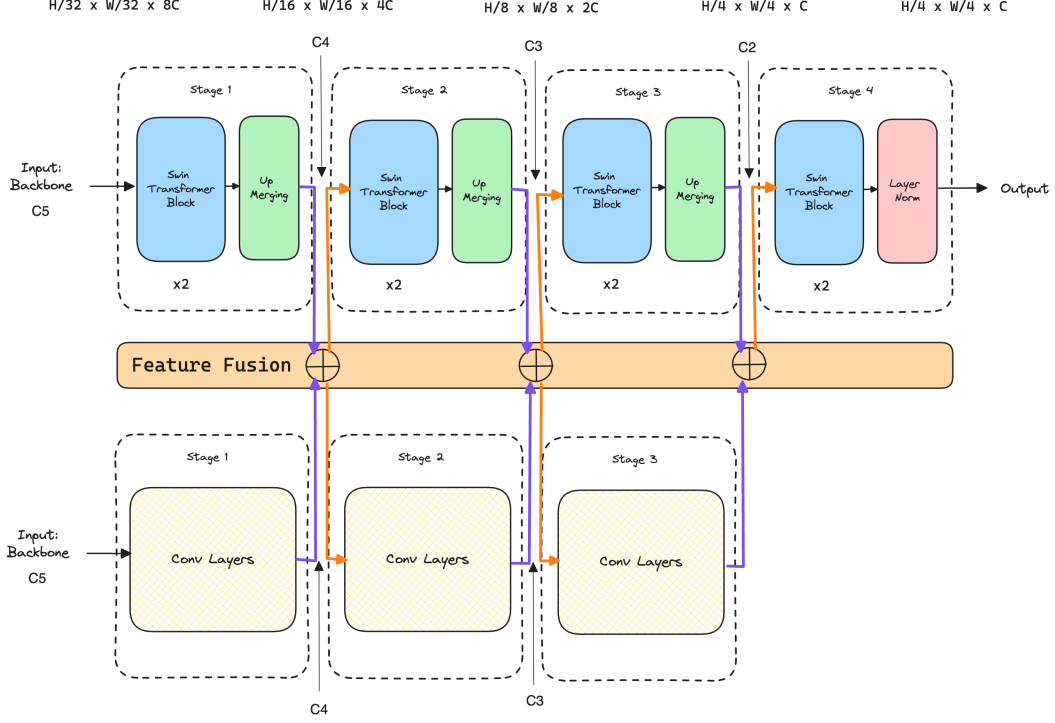 H/32 x W/32 x 8C
H/16 x W/16 x 4C
H/8 x W/8 x 2C
H/4 x W/4 x C
H/4 x W/4 x C
C4
C3
C2
Stage 1
Stage 2
Stage 3
Stage 4
Input:
Backbone
C5
Swin
Transformer
Block
Up
Merging
Swin
Transformer
Block
Up
Merging
Swin
Transformer
Block
Up
Merging
Swin
Transformer
Block
Layer
Norm
Output
x2
x2
x2
x2
Feature Fusion
Stage 1
Stage 2
Stage 3
Input:
Backbone
C5
Conv Layers
Conv Layers
Conv Layers
C4
C3